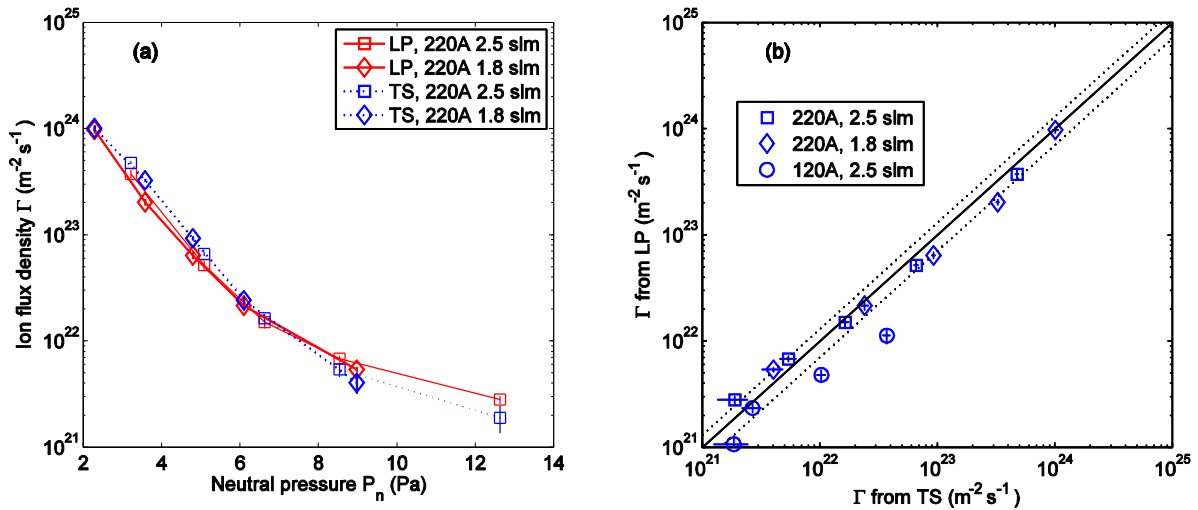 (a)
LP, 220A 2.5 slm
LP, 220A 1.8 slm
TS, 220A 2.5 slm
TS, 220A 1.8 slm
10^25
10^24
10^23
10^22
10^21
Ion flux density Γ (m^-2 s^-1)
2 4 6 8 10 12 14
Neutral pressure P_n (Pa)
(b)
220A, 2.5 slm
220A, 1.8 slm
120A, 2.5 slm
10^25
10^24
10^23
10^22
10^21
Γ from LP (m^-2 s^-1)
10^21 10^22 10^23 10^24 10^25
Γ from TS (m^-2 s^-1)